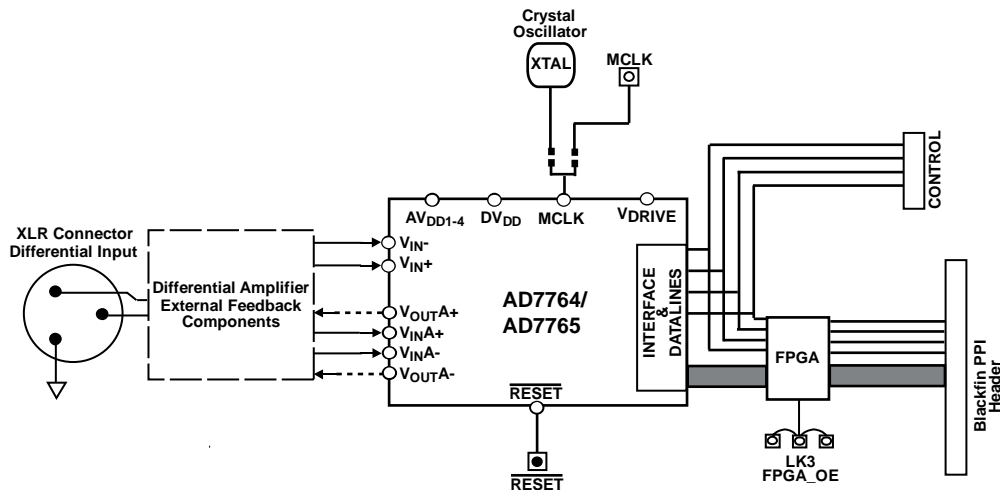 Crystal
Oscillator
XTAL
MCLK
CONTROL
AVDD1-4
DVDD
MCLK
VDRIVE
XLR Connector
Differential Input
Differential Amplifier
External Feedback
Components
VIN-
VIN+
VOUTA+
VINA+
VINA-
VOUTA-
AD7764/
AD7765
INTERFACE
&
DATALINES
FPGA
Blackfin PPI
Header
RESET
RESET
LK3
FPGA_OE